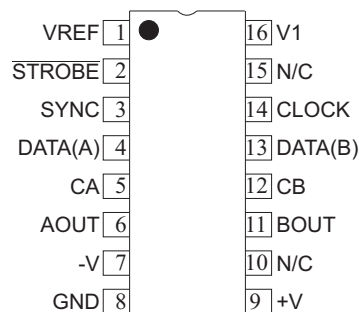 VREF 1 16 V1
STROBE 2 15 N/C
SYNC 3 14 CLOCK
DATA(A) 4 13 DATA(B)
CA 5 12 CB
AOUT 6 11 BOUT
-V 7 10 N/C
GND 8 9 +V